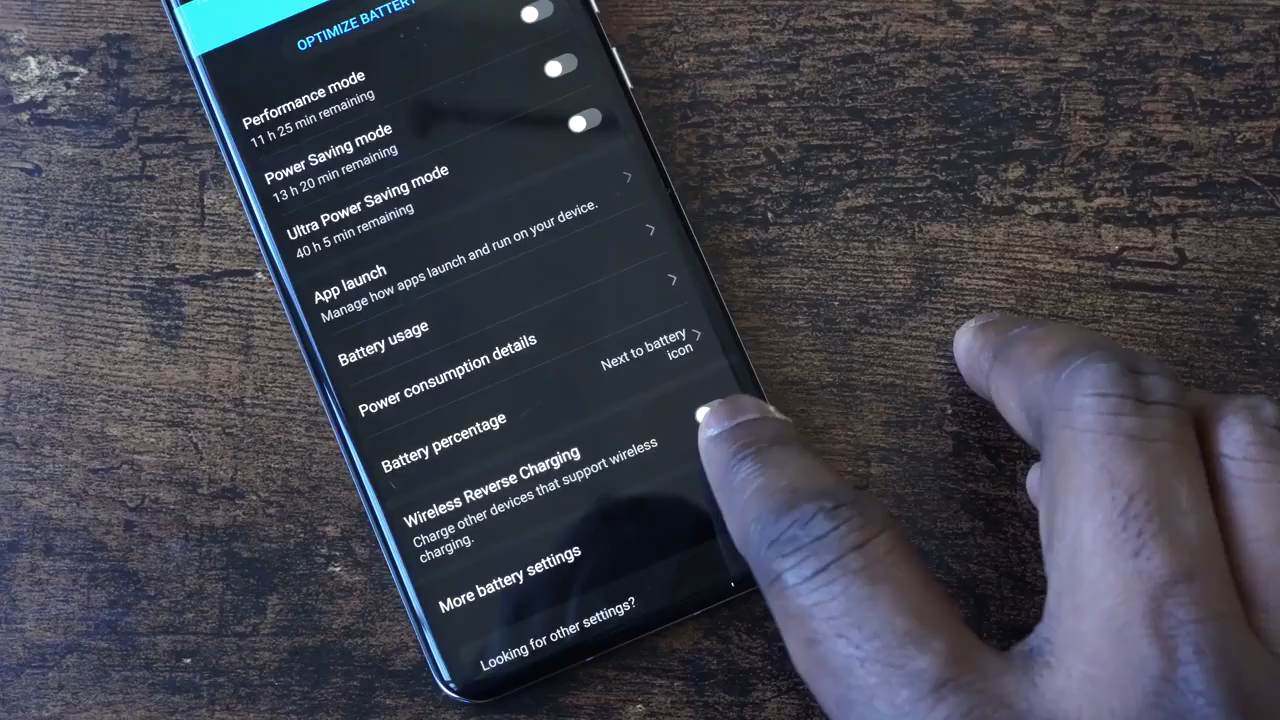 OPTIMIZE BATTERY
Performance mode
11 h 25 min remaining
Power Saving mode
13 h 20 min remaining
Ultra Power Saving mode
40 h 5 min remaining
App launch
Manage how apps launch and run on your device.
Battery usage
Power consumption details
Battery percentage
Next to battery
icon
Wireless Reverse Charging
Charge other devices that support wireless
charging.
More battery settings
Looking for other settings?